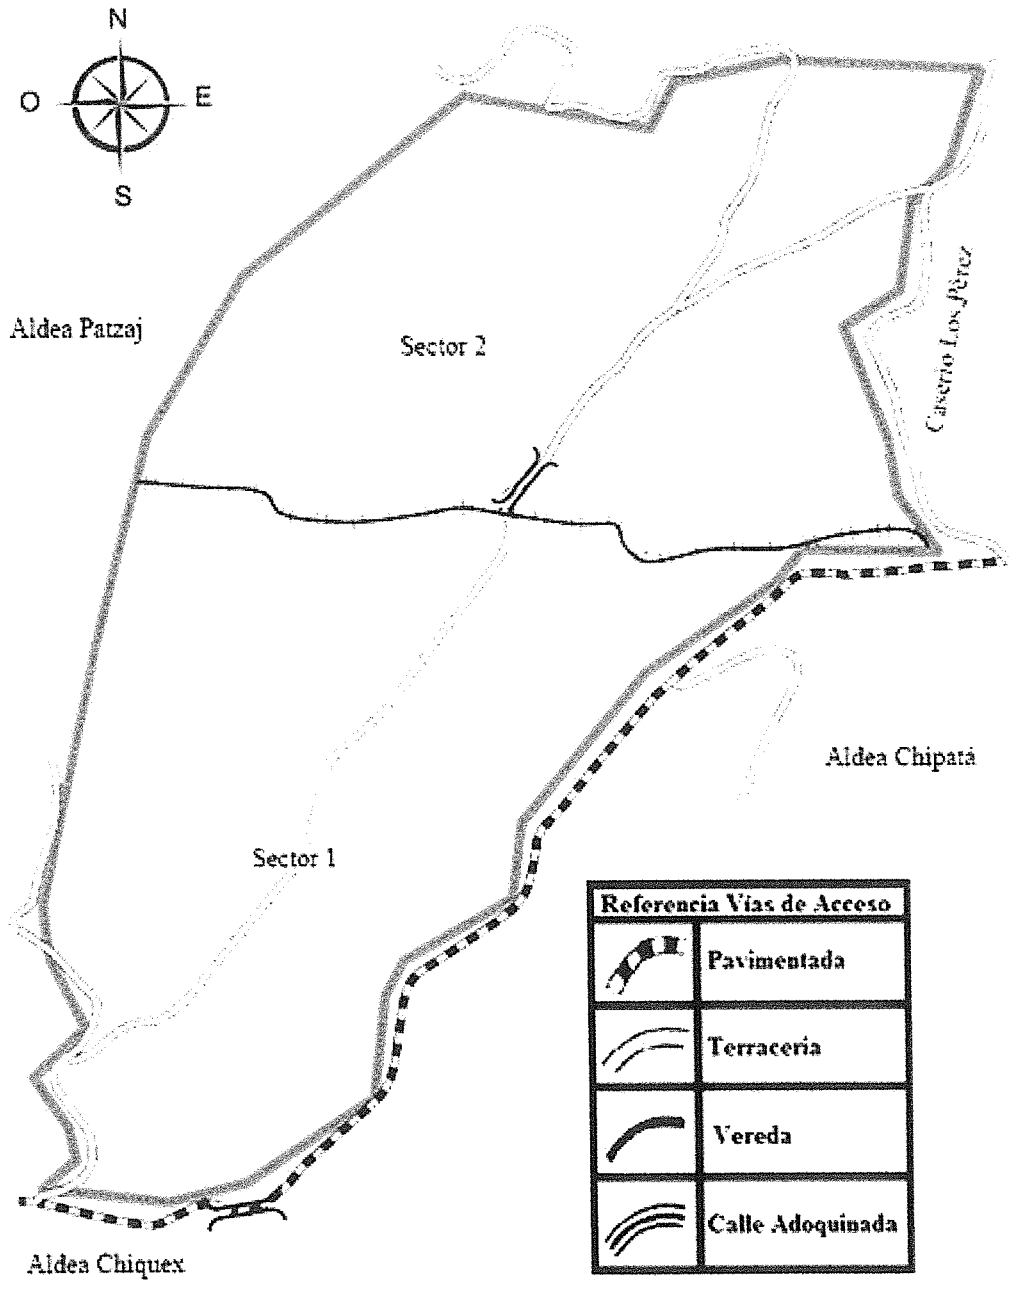 N
O
E
S
Aldea Patzaj
Sector 2
Caserio Los Pérez
Aldea Chipatá
Sector 1
Referencia Vías de Acceso
Pavimentada
Terraceria
Vereda
Calle Adoquinada
Aldea Chiquex